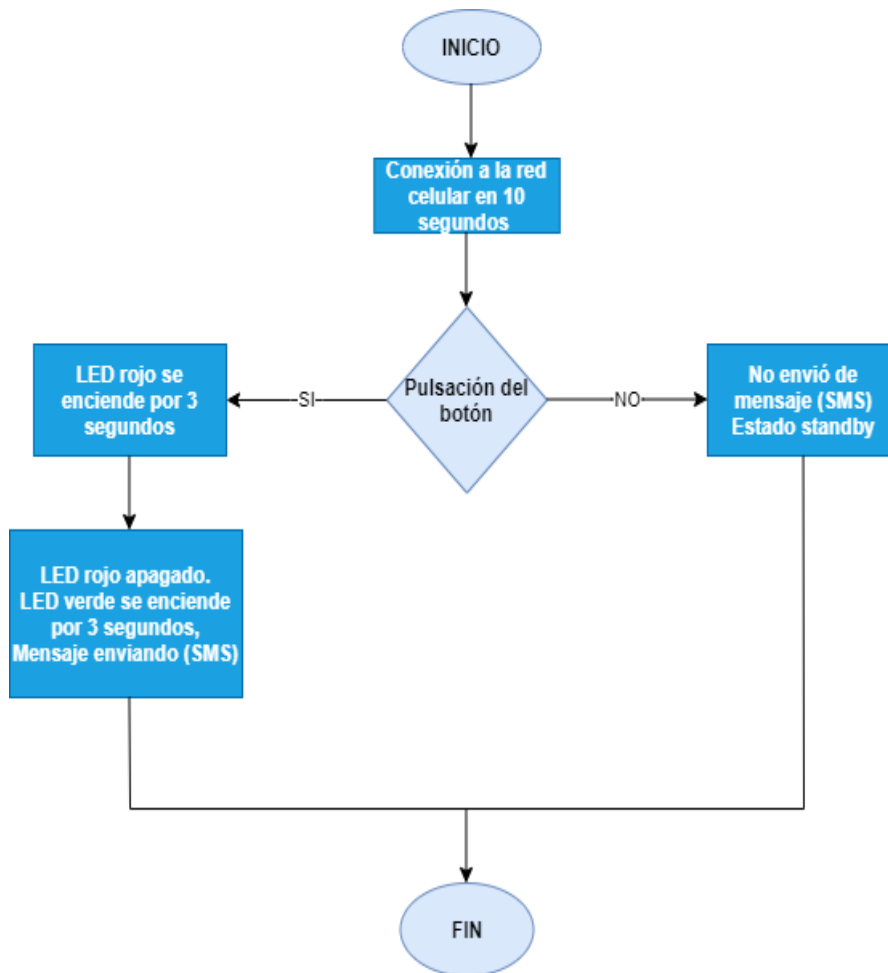 INICIO
Conexión a la red
celular en 10
segundos
Pulsación del
botón
SI
NO
LED rojo se
enciende por 3
segundos
No envió de
mensaje (SMS)
Estado standby
LED rojo apagado.
LED verde se enciende
por 3 segundos,
Mensaje enviando (SMS)
FIN